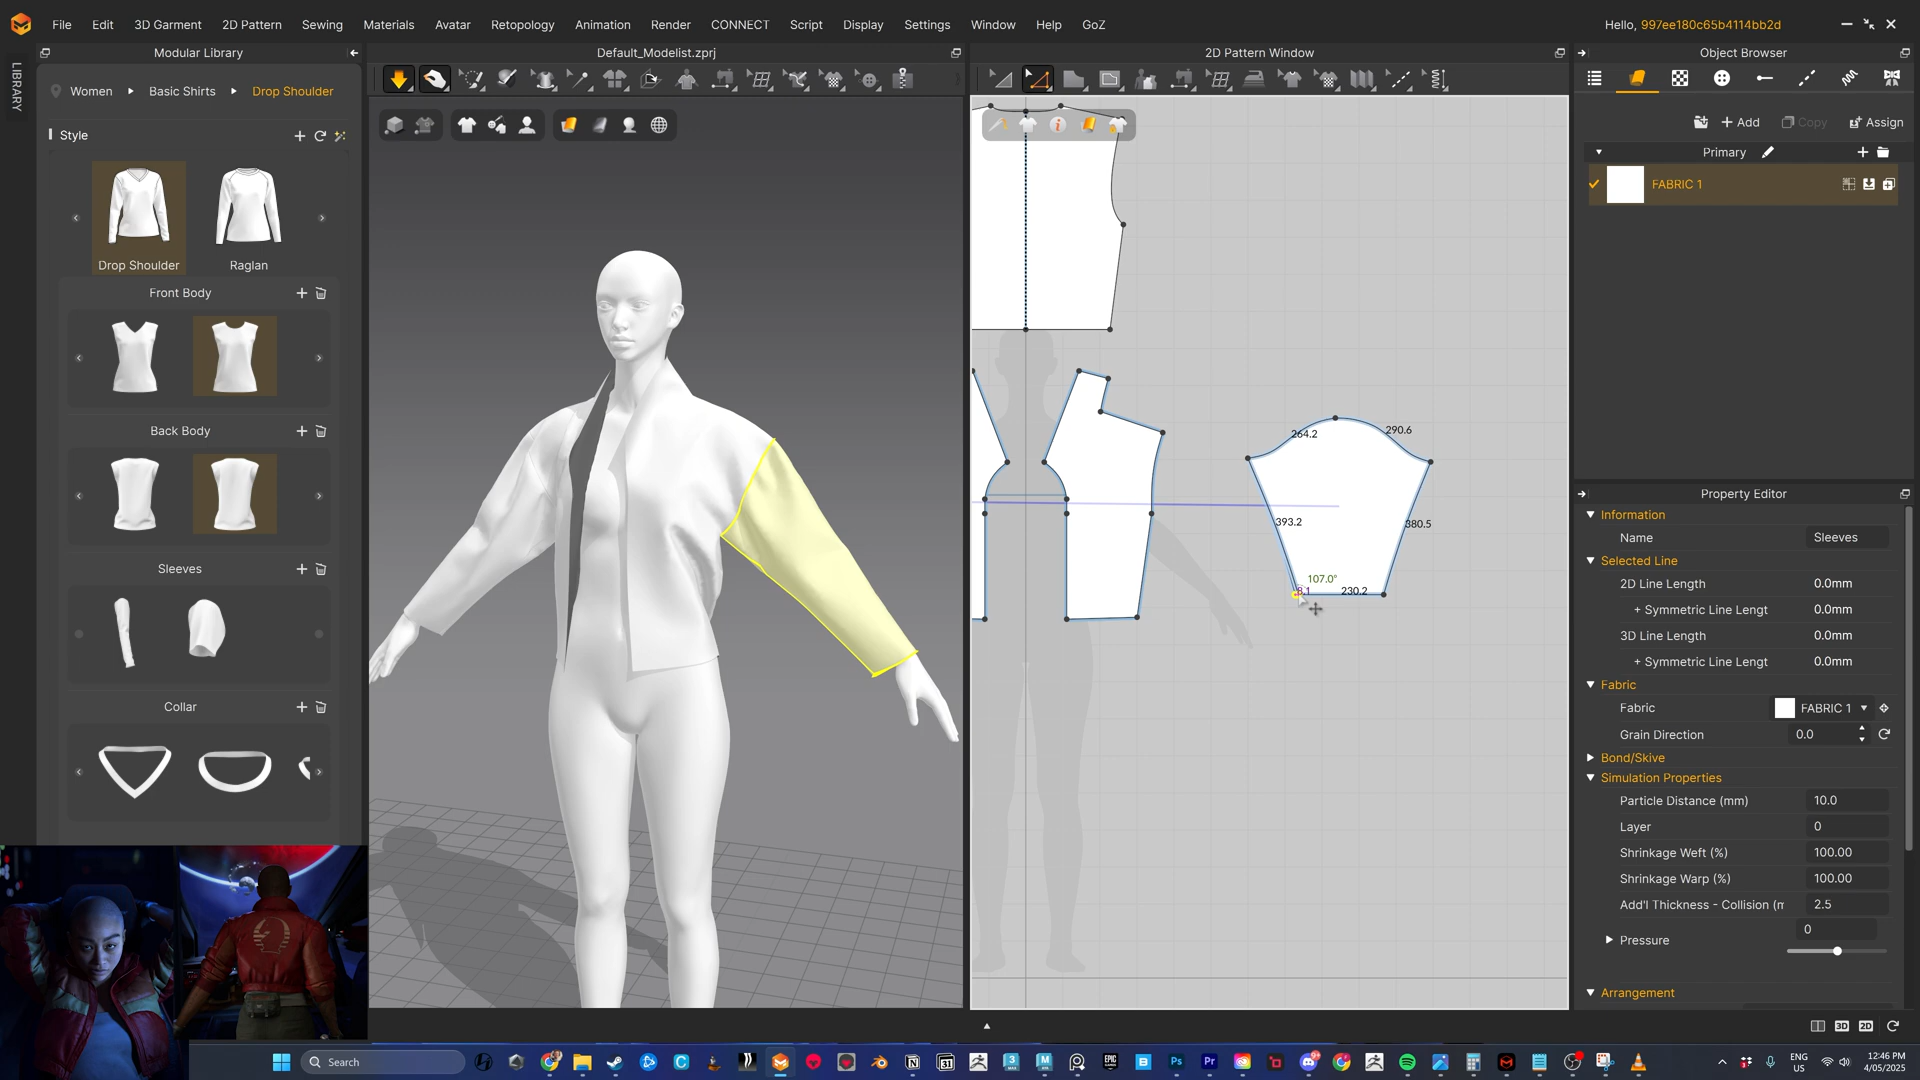 File Edit 3D Garment 2D Pattern Sewing Materials Avatar Retopology Animation Render CONNECT Script Display Settings Window Help GoZ
Hello, 997ee180c65b4114bb2d
LIBRARY
Modular Library
Women Basic Shirts Drop Shoulder
Style
Drop Shoulder
Raglan
Front Body
Back Body
Sleeves
Collar
Default_Modelist.zprj
2D Pattern Window
264.2
290.6
393.2
380.5
107.0°
230.2
Object Browser
Add
Copy
Assign
Primary
FABRIC 1
Property Editor
Information
Name Sleeves
Selected Line
2D Line Length 0.0mm
+ Symmetric Line Lengt 0.0mm
3D Line Length 0.0mm
+ Symmetric Line Lengt 0.0mm
Fabric
Fabric FABRIC 1
Grain Direction 0.0
Bond/Skive
Simulation Properties
Particle Distance (mm) 10.0
Layer 0
Shrinkage Weft (%) 100.00
Shrinkage Warp (%) 100.00
Add'l Thickness - Collision (m 2.5
Pressure 0
Arrangement
3D 2D
Search
ENG
US
12:46 PM
4/05/2025